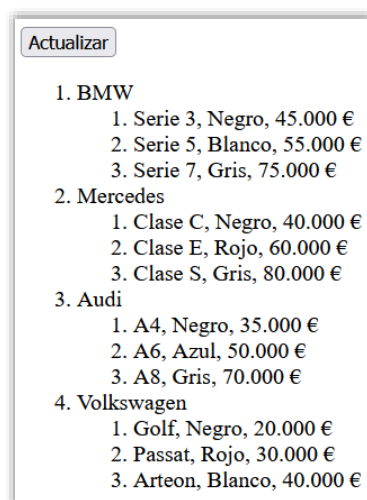 Actualizar
1. BMW
1. Serie 3, Negro, 45.000 €
2. Serie 5, Blanco, 55.000 €
3. Serie 7, Gris, 75.000 €
2. Mercedes
1. Clase C, Negro, 40.000 €
2. Clase E, Rojo, 60.000 €
3. Clase S, Gris, 80.000 €
3. Audi
1. A4, Negro, 35.000 €
2. A6, Azul, 50.000 €
3. A8, Gris, 70.000 €
4. Volkswagen
1. Golf, Negro, 20.000 €
2. Passat, Rojo, 30.000 €
3. Arteon, Blanco, 40.000 €